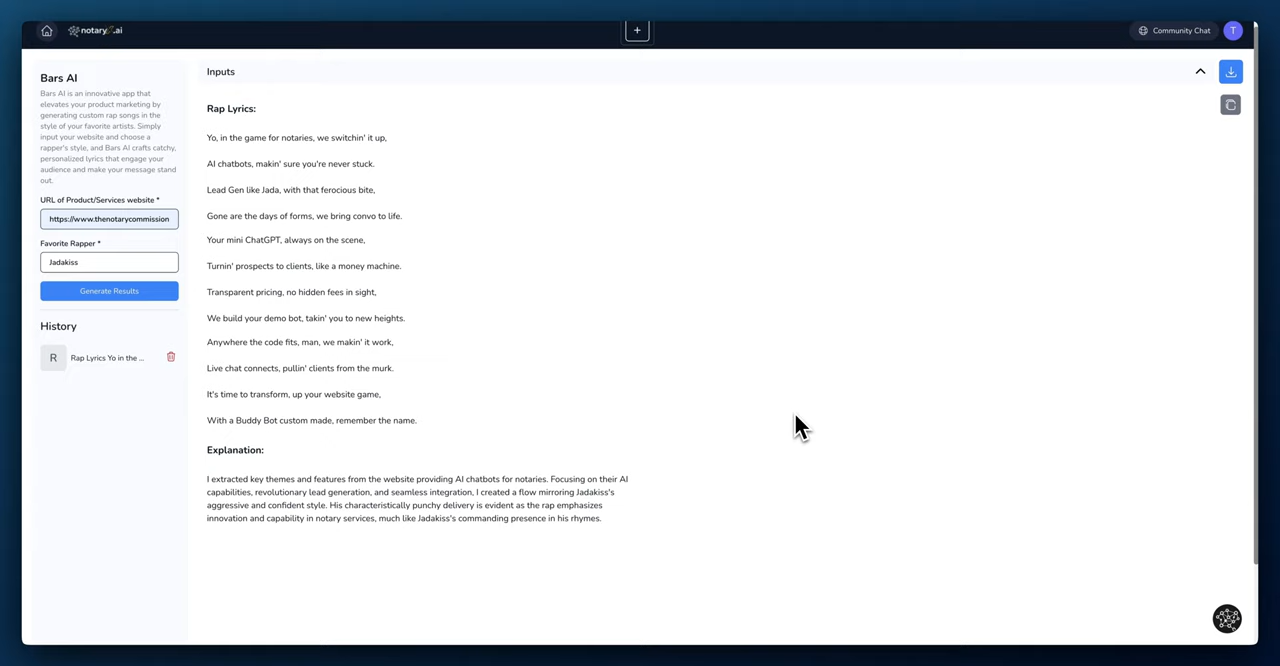 notary.ai
+
Community Chat
T
Bars AI
Bars AI is an innovative app that
elevates your product marketing by
generating custom rap songs in the
style of your favorite artists. Simply
input your website and choose a
rapper's style, and Bars AI crafts catchy,
personalized lyrics that engage your
audience and make your message stand
out.
URL of Product/Services website *
https://www.thenotarycommission
Favorite Rapper *
Jadakiss
Generate Results
History
R
Rap Lyrics Yo in the ...
Inputs
Rap Lyrics:
Yo, in the game for notaries, we switchin' it up,
AI chatbots, makin' sure you're never stuck.
Lead Gen like Jada, with that ferocious bite,
Gone are the days of forms, we bring convo to life.
Your mini ChatGPT, always on the scene,
Turnin' prospects to clients, like a money machine.
Transparent pricing, no hidden fees in sight,
We build your demo bot, takin' you to new heights.
Anywhere the code fits, man, we makin' it work,
Live chat connects, pullin' clients from the murk.
It's time to transform, up your website game,
With a Buddy Bot custom made, remember the name.
Explanation:
I extracted key themes and features from the website providing AI chatbots for notaries. Focusing on their AI
capabilities, revolutionary lead generation, and seamless integration, I created a flow mirroring Jadakiss's
aggressive and confident style. His characteristically punchy delivery is evident as the rap emphasizes
innovation and capability in notary services, much like Jadakiss's commanding presence in his rhymes.